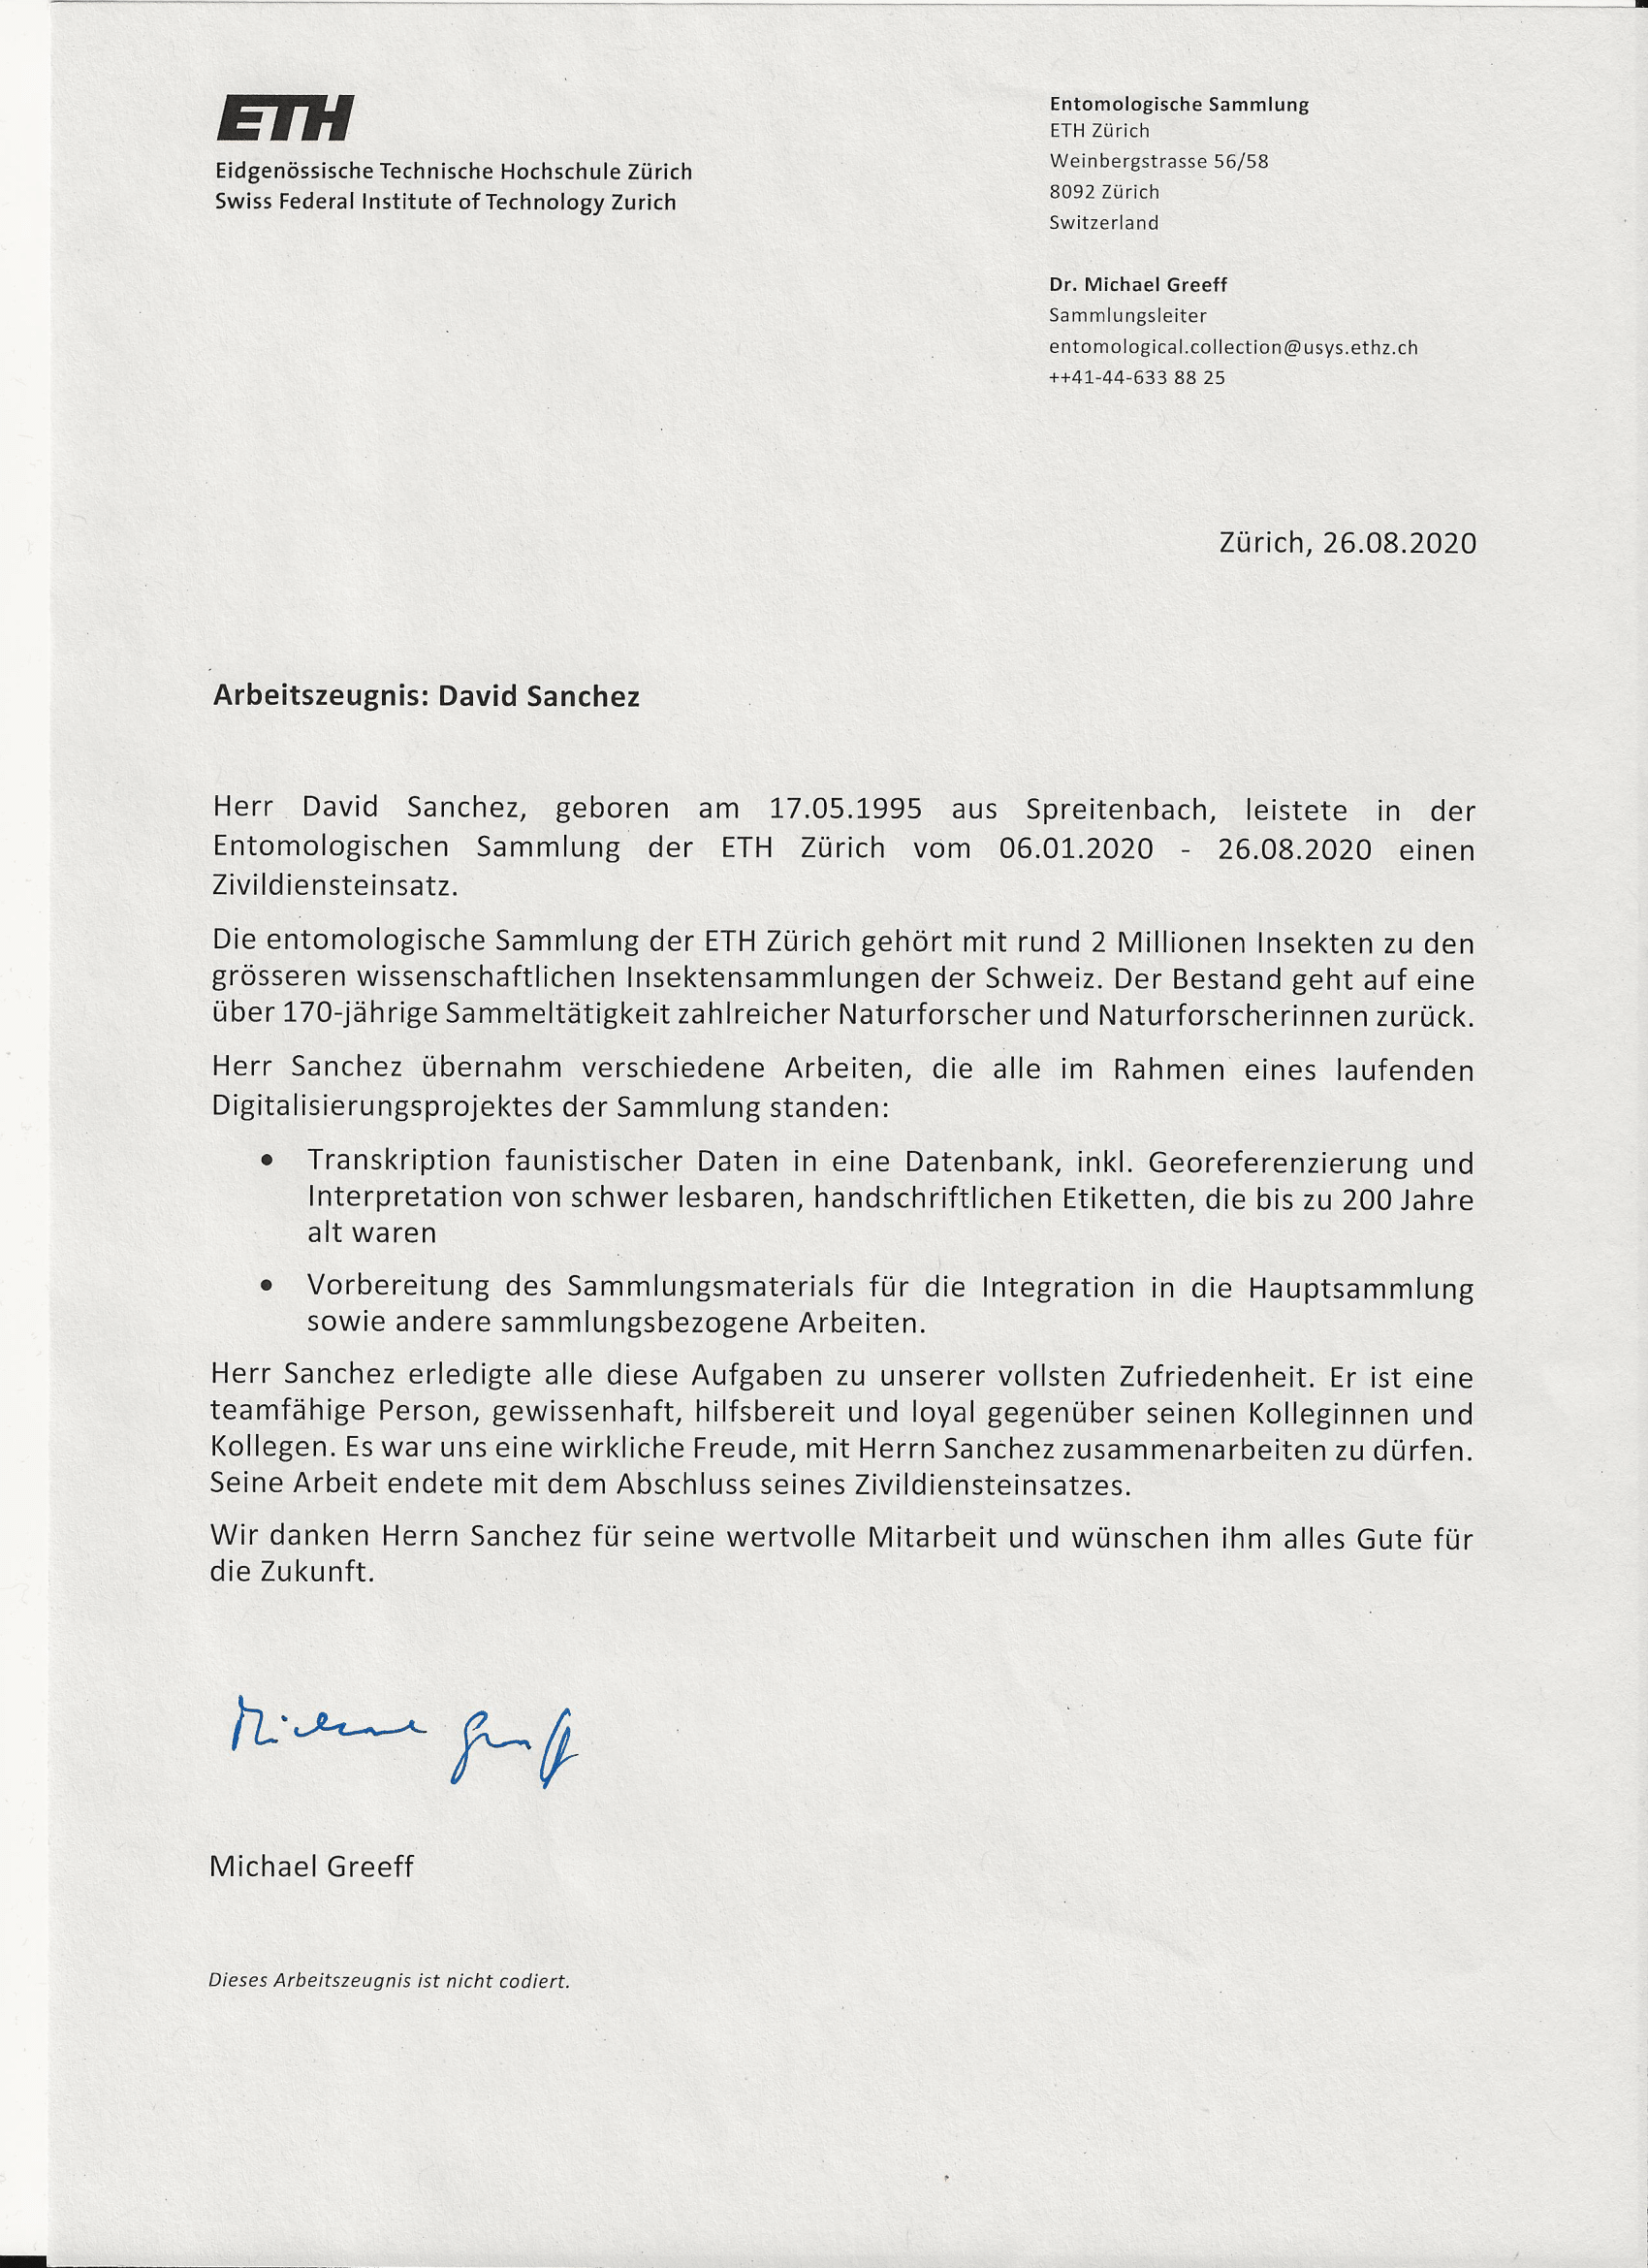 ETH
Eidgenössische Technische Hochschule Zürich
Swiss Federal Institute of Technology Zurich
Entomologische Sammlung
ETH Zürich
Weinbergstrasse 56/58
8092 Zürich
Switzerland
Dr. Michael Greeff
Sammlungsleiter
entomological.collection@usys.ethz.ch
++41-44-633 88 25
Zürich, 26.08.2020
Arbeitszeugnis: David Sanchez
Herr David Sanchez, geboren am 17.05.1995 aus Spreitenbach, leistete in der
Entomologischen Sammlung der ETH Zürich vom 06.01.2020 - 26.08.2020 einen
Zivildiensteinsatz.
Die entomologische Sammlung der ETH Zürich gehört mit rund 2 Millionen Insekten zu den
grösseren wissenschaftlichen Insektensammlungen der Schweiz. Der Bestand geht auf eine
über 170-jährige Sammeltätigkeit zahlreicher Naturforscher und Naturforscherinnen zurück.
Herr Sanchez übernahm verschiedene Arbeiten, die alle im Rahmen eines laufenden
Digitalisierungsprojektes der Sammlung standen:
• Transkription faunistischer Daten in eine Datenbank, inkl. Georeferenzierung und
Interpretation von schwer lesbaren, handschriftlichen Etiketten, die bis zu 200 Jahre
alt waren
• Vorbereitung des Sammlungsmaterials für die Integration in die Hauptsammlung
sowie andere sammlungsbezogene Arbeiten.
Herr Sanchez erledigte alle diese Aufgaben zu unserer vollsten Zufriedenheit. Er ist eine
teamfähige Person, gewissenhaft, hilfsbereit und loyal gegenüber seinen Kolleginnen und
Kollegen. Es war uns eine wirkliche Freude, mit Herrn Sanchez zusammenarbeiten zu dürfen.
Seine Arbeit endete mit dem Abschluss seines Zivildiensteinsatzes.
Wir danken Herrn Sanchez für seine wertvolle Mitarbeit und wünschen ihm alles Gute für
die Zukunft.
Michael Greeff
Michael Greeff
Dieses Arbeitszeugnis ist nicht codiert.